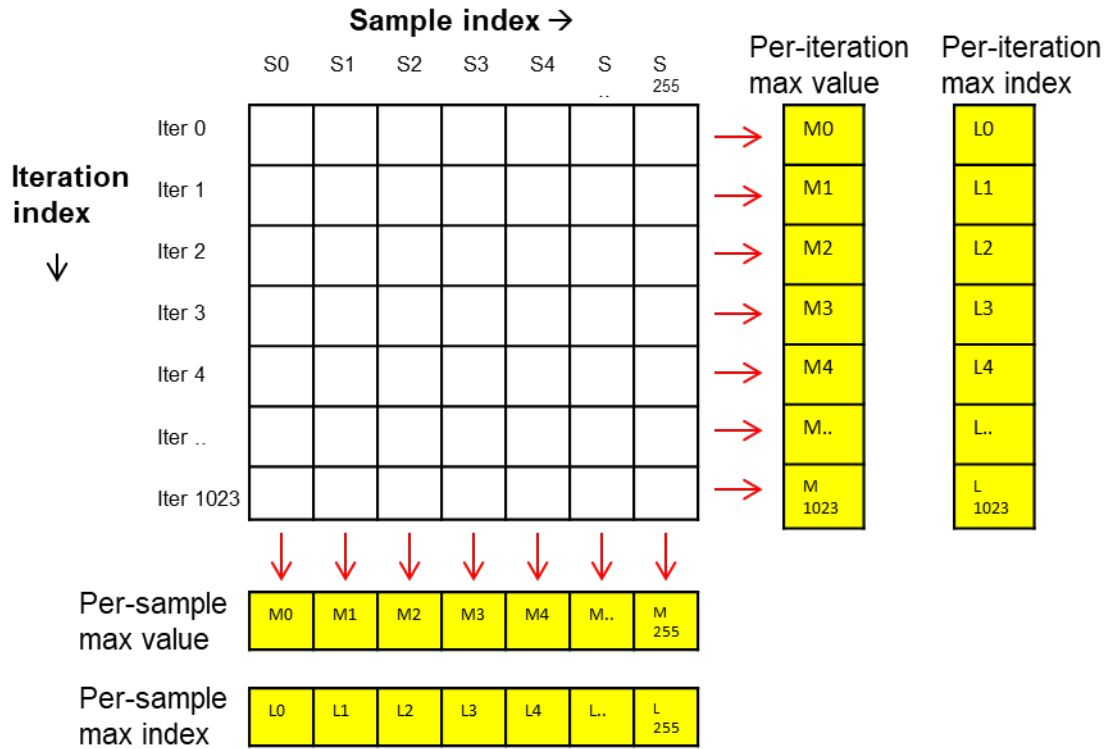 Sample index →
Per-iteration
max value
Per-iteration
max index
S0 S1 S2 S3 S4 S S
.. 255
Iter 0
Iteration
index
↓
Iter 1
Iter 2
Iter 3
Iter 4
Iter ..
Iter 1023
M0 L0
M1 L1
M2 L2
M3 L3
M4 L4
M.. L..
M L
1023 1023
Per-sample
max value
M0 M1 M2 M3 M4 M.. M
255
Per-sample
max index
L0 L1 L2 L3 L4 L.. L
255